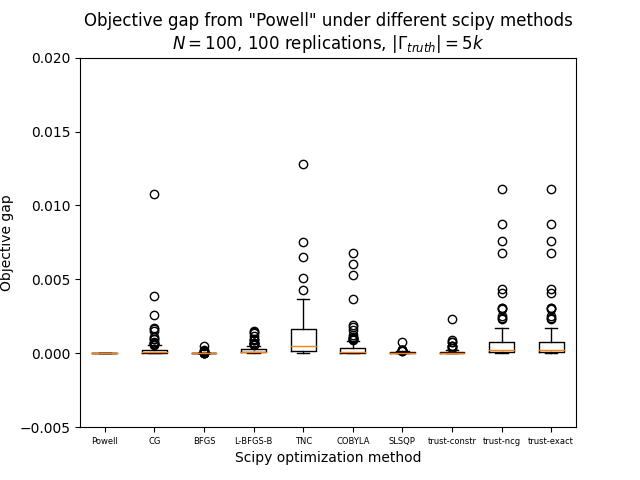 Objective gap from "Powell" under different scipy methods
N = 100, 100 replications, |Γ_truth| = 5k
0.020
0.015
0.010
0.005
0.000
−0.005
Objective gap
Powell CG BFGS L-BFGS-B TNC COBYLA SLSQP trust-constr trust-ncg trust-exact
Scipy optimization method